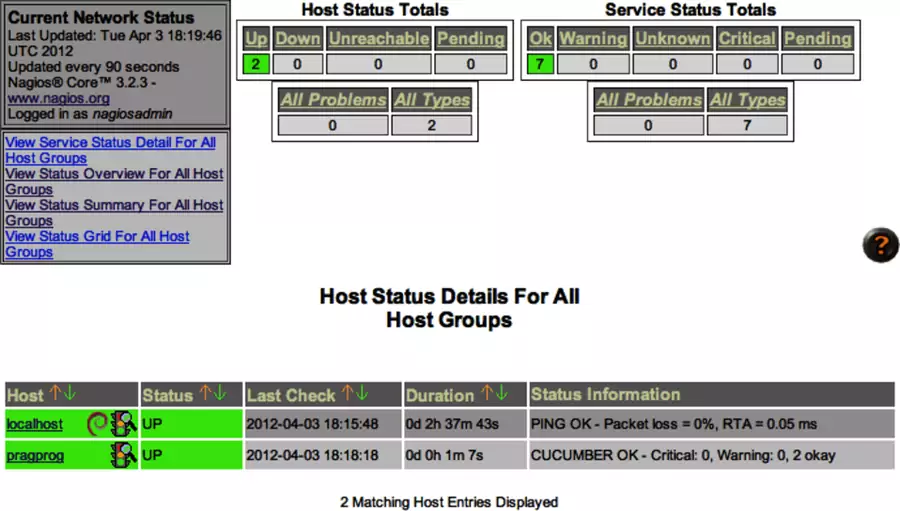 Current Network Status
Last Updated: Tue Apr 3 18:19:46
UTC 2012
Updated every 90 seconds
Nagios® Core™ 3.2.3 -
www.nagios.org
Logged in as nagiosadmin
View Service Status Detail For All
Host Groups
View Status Overview For All Host
Groups
View Status Summary For All Host
Groups
View Status Grid For All Host
Groups
Host Status Totals
Up Down Unreachable Pending
2 0 0 0
All Problems All Types
0 2
Service Status Totals
Ok Warning Unknown Critical Pending
7 0 0 0 0
All Problems All Types
0 7
?
Host Status Details For All
Host Groups
Host Status Last Check Duration Status Information
localhost UP 2012-04-03 18:15:48 0d 2h 37m 43s PING OK - Packet loss = 0%, RTA = 0.05 ms
pragprog UP 2012-04-03 18:18:18 0d 0h 1m 7s CUCUMBER OK - Critical: 0, Warning: 0, 2 okay
2 Matching Host Entries Displayed